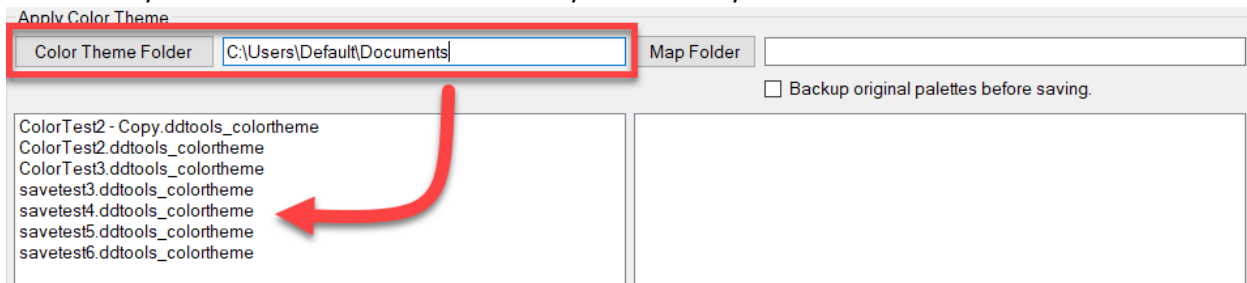 Apply Color Theme
Color Theme Folder C:\Users\Default\Documents Map Folder
Backup original palettes before saving.
ColorTest2 - Copy.ddtools_colortheme
ColorTest2.ddtools_colortheme
ColorTest3.ddtools_colortheme
savetest3.ddtools_colortheme
savetest4.ddtools_colortheme
savetest5.ddtools_colortheme
savetest6.ddtools_colortheme